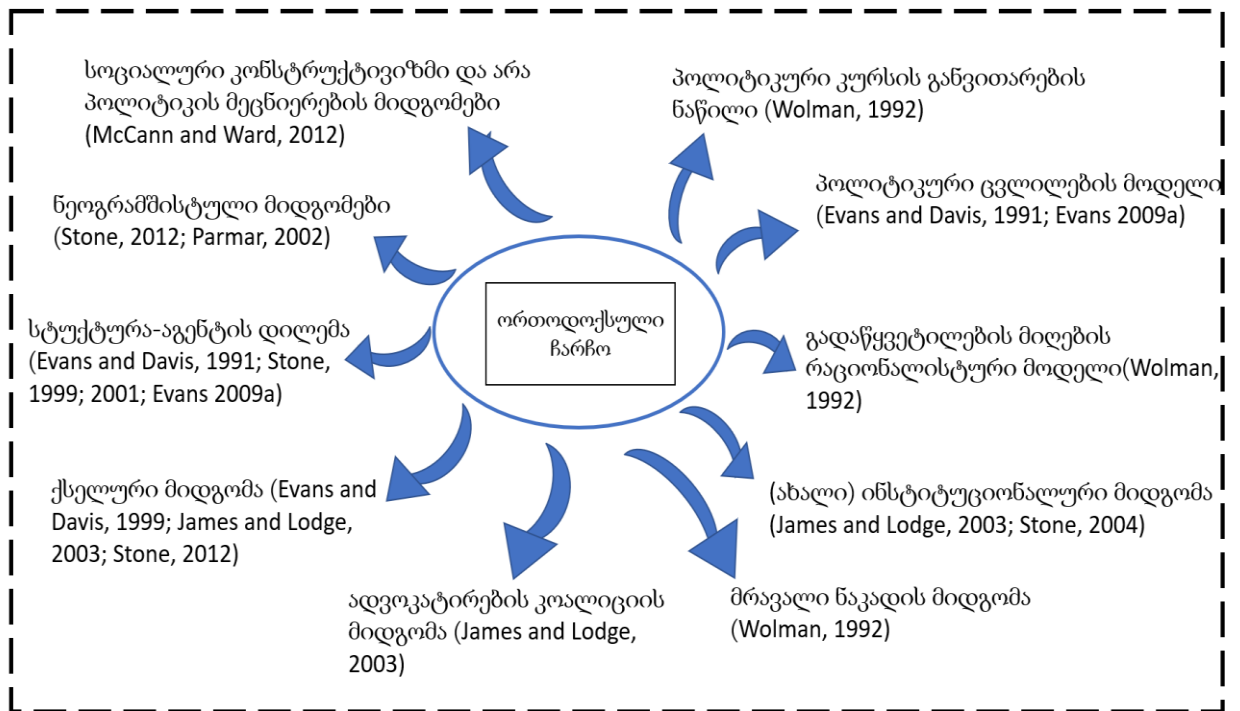 სოციალური კონსტრუქტივიზმი და არა
პოლიტიკის მეცნიერების მიდგომები
(McCann and Ward, 2012)
პოლიტიკური კურსის განვითარების
ნაწილი (Wolman, 1992)
ნეოგრამშისტული მიდგომები
(Stone, 2012; Parmar, 2002)
პოლიტიკური ცვლილების მოდელი
(Evans and Davis, 1991; Evans 2009a)
ორთოდოქსული
ჩარჩო
სტუქტურა-აგენტის დილემა
(Evans and Davis, 1991; Stone,
1999; 2001; Evans 2009a)
გადაწყვეტილების მიღების
რაციონალისტური მოდელი(Wolman,
1992)
ქსელური მიდგომა (Evans and
Davis, 1999; James and Lodge,
2003; Stone, 2012)
(ახალი) ინსტიტუციონალური მიდგომა
(James and Lodge, 2003; Stone, 2004)
ადვოკატირების კოალიციის
მიდგომა (James and Lodge,
2003)
მრავალი ნაკადის მიდგომა
(Wolman, 1992)